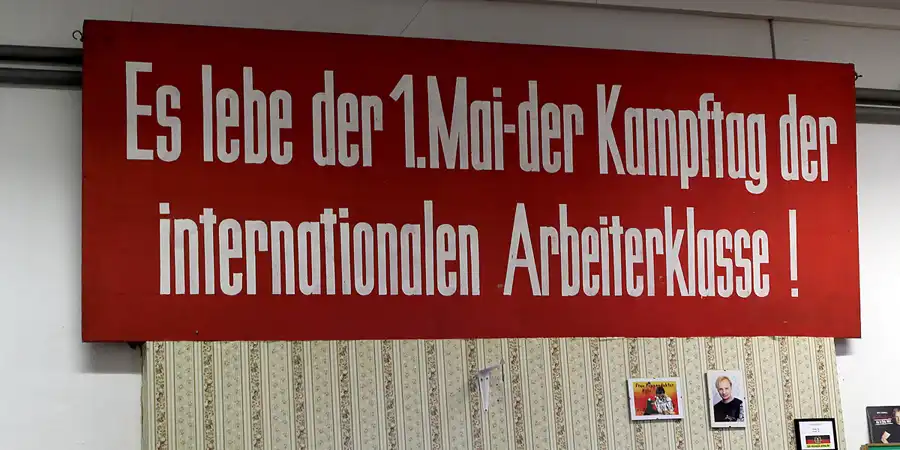 Es lebe der 1.Mai-der Kampftag der
internationalen Arbeiterklasse!